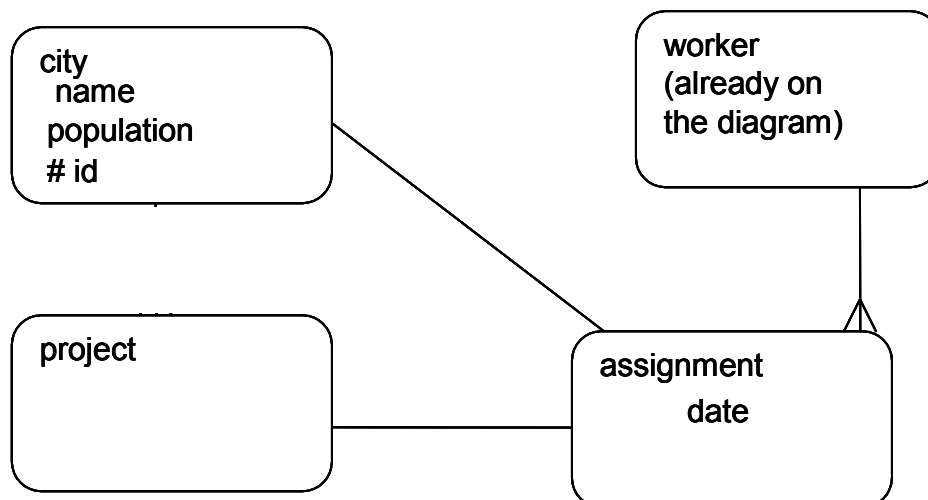 city
name
population
# id
worker
(already on
the diagram)
project
assignment
date